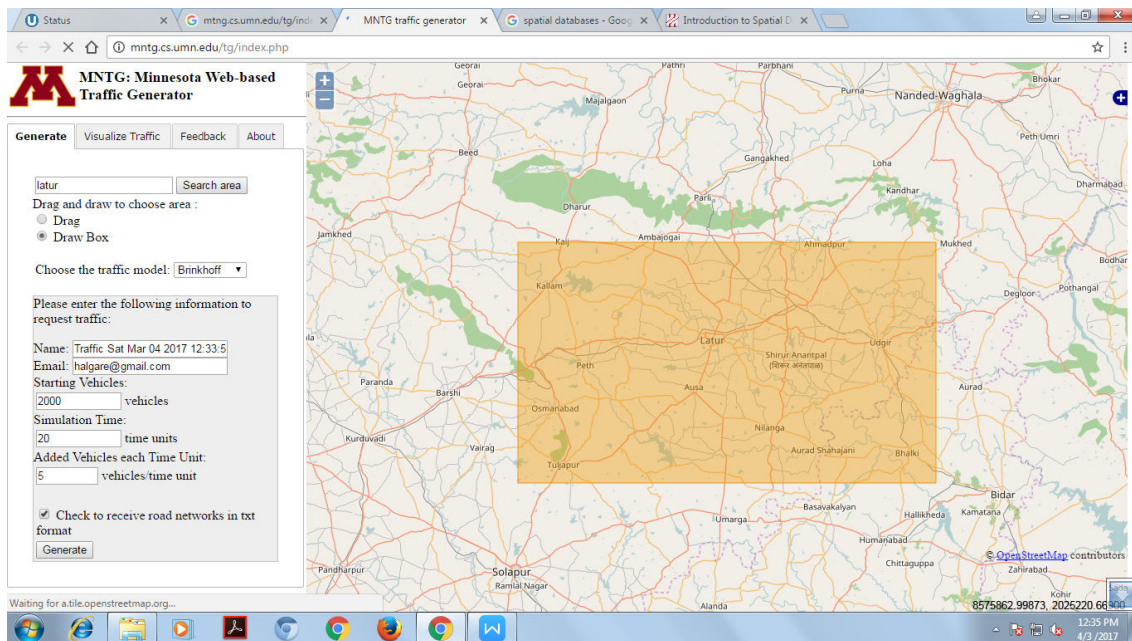 Status
mtng.cs.umn.edu/tg/inde
MNTG traffic generator
spatial databases - Goog
Introduction to Spatial D
mntg.cs.umn.edu/tg/index.php
MNTG: Minnesota Web-based
Traffic Generator
Generate
Visualize Traffic
Feedback
About
latur
Search area
Drag and draw to choose area :
Drag
Draw Box
Choose the traffic model:
Brinkhoff
Please enter the following information to
request traffic:
Name: Traffic Sat Mar 04 2017 12:33:5
Email: halgare@gmail.com
Starting Vehicles:
2000 vehicles
Simulation Time:
20 time units
Added Vehicles each Time Unit:
5 vehicles/time unit
Check to receive road networks in txt
format
Generate
Waiting for a.tile.openstreetmap.org...
Georai
Pathri
Parbhani
Georai
Majalgaon
Purna
Nanded-Waghala
Bhokar
Peth Umri
Beed
Gangakhed
Loha
Kandhar
Dharmabad
Dharur
Parli
Jamkhed
Kaij
Ambajogai
Ahmadpur
Mukhed
Bodhar
Kallam
Degloor
Pothangal
Latur
Udgir
Shirur Anantpal
Peth
Paranda
Barshi
Ausa
Aurad
Osmanabad
Kurduvadi
Vairag
Nilanga
Tuljapur
Aurad Shahajani
Bhalki
Bidar
Basavakalyan
Hallikheda
Kamatana
Umarga
Humanabad
Chittaguppa
Zahirabad
© OpenStreetMap contributors
Pandharpur
Solapur
Ramlal Nagar
Kohir
Alanda
8575862.99873, 2025220.66900
12:35 PM
4/3/2017